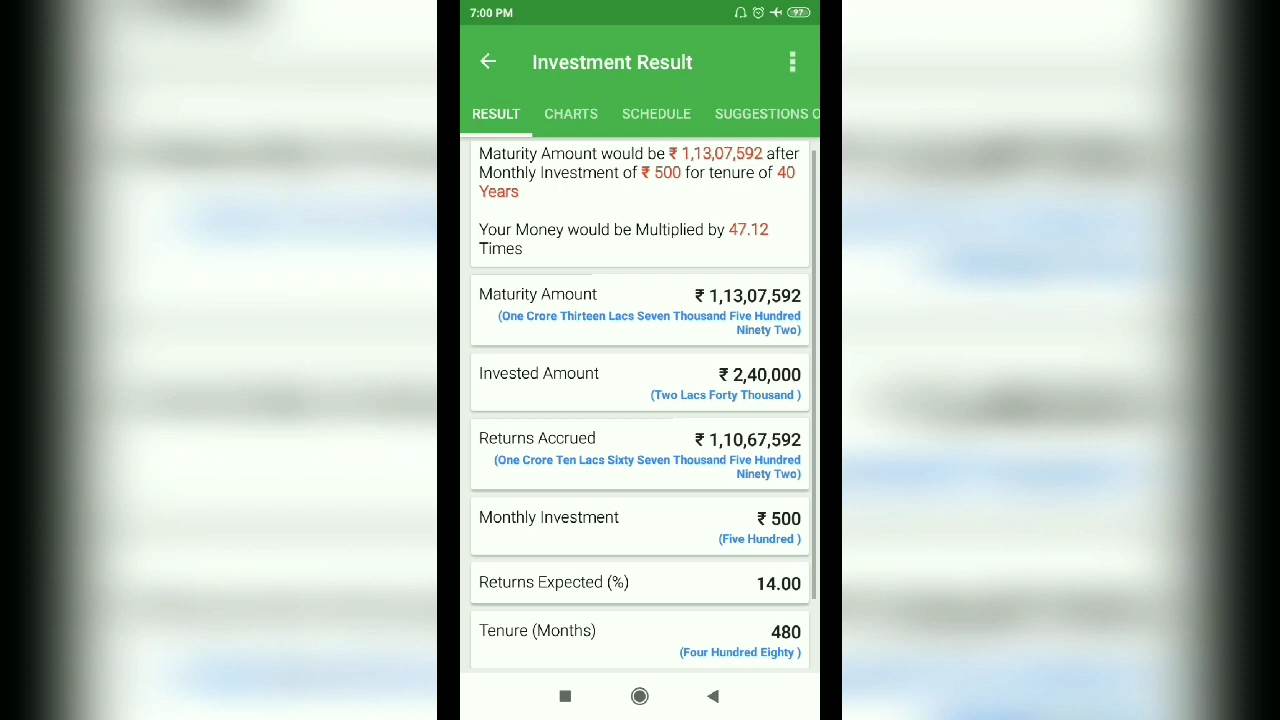 7:00 PM
97
Investment Result
RESULT CHARTS SCHEDULE SUGGESTIONS O
Maturity Amount would be ₹ 1,13,07,592 after
Monthly Investment of ₹ 500 for tenure of 40
Years
Your Money would be Multiplied by 47.12
Times
Maturity Amount ₹ 1,13,07,592
(One Crore Thirteen Lacs Seven Thousand Five Hundred
Ninety Two)
Invested Amount ₹ 2,40,000
(Two Lacs Forty Thousand )
Returns Accrued ₹ 1,10,67,592
(One Crore Ten Lacs Sixty Seven Thousand Five Hundred
Ninety Two)
Monthly Investment ₹ 500
(Five Hundred )
Returns Expected (%) 14.00
Tenure (Months) 480
(Four Hundred Eighty )